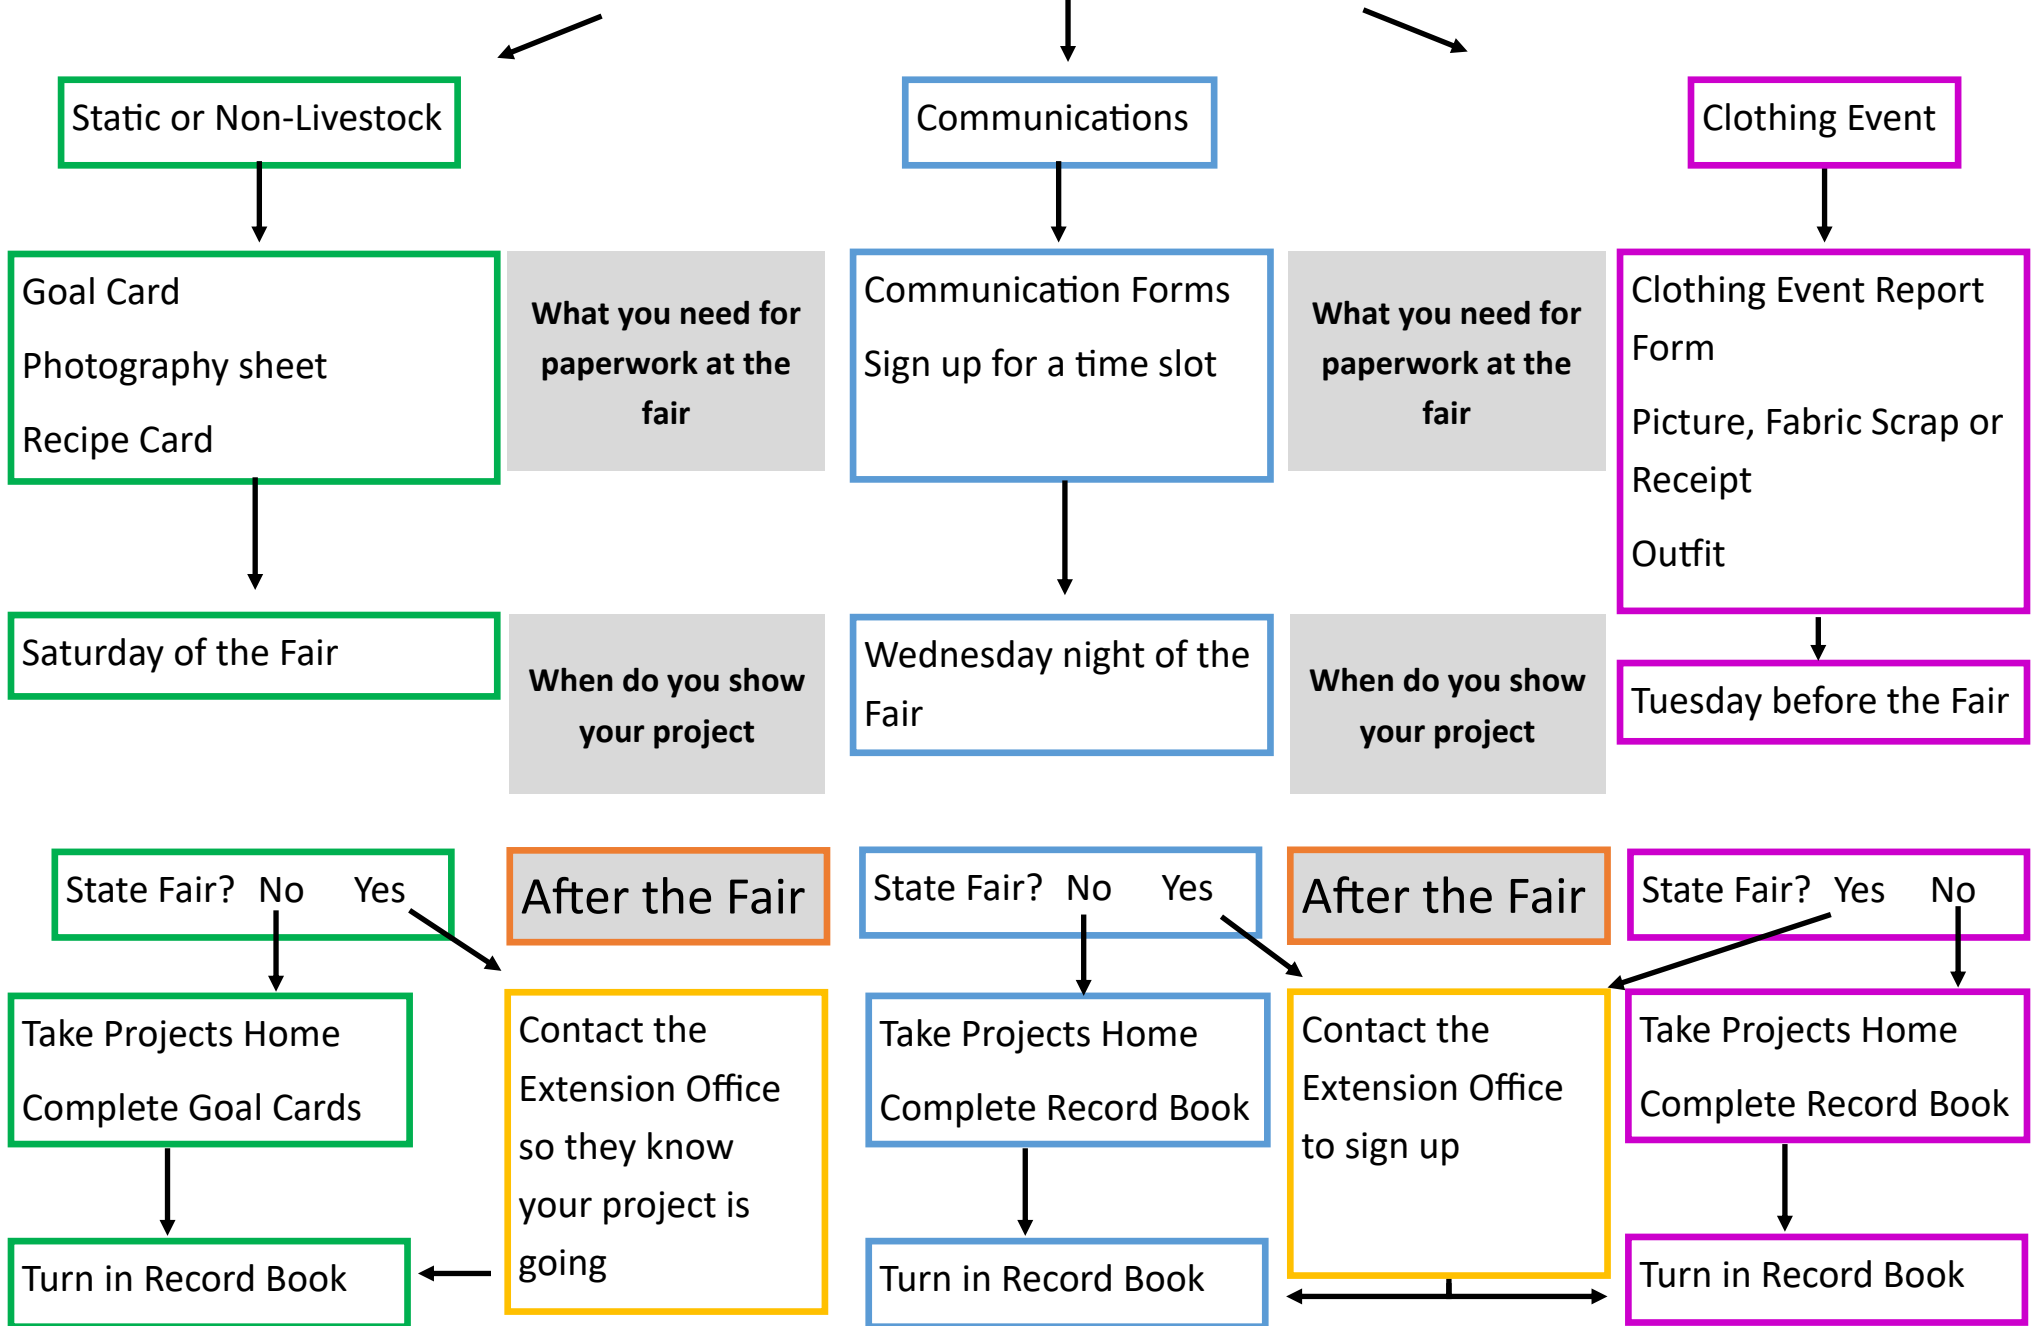 Static or Non-Livestock
Communications
Clothing Event
Goal Card
Photography sheet
Recipe Card
What you need for
paperwork at the
fair
Communication Forms
Sign up for a time slot
What you need for
paperwork at the
fair
Clothing Event Report
Form
Picture, Fabric Scrap or
Receipt
Outfit
Saturday of the Fair
When do you show
your project
Wednesday night of the
Fair
When do you show
your project
Tuesday before the Fair
State Fair? No Yes
After the Fair
State Fair? No Yes
After the Fair
State Fair? Yes No
Take Projects Home
Complete Goal Cards
Contact the
Extension Office
so they know
your project is
going
Take Projects Home
Complete Record Book
Contact the
Extension Office
to sign up
Take Projects Home
Complete Record Book
Turn in Record Book
Turn in Record Book
Turn in Record Book